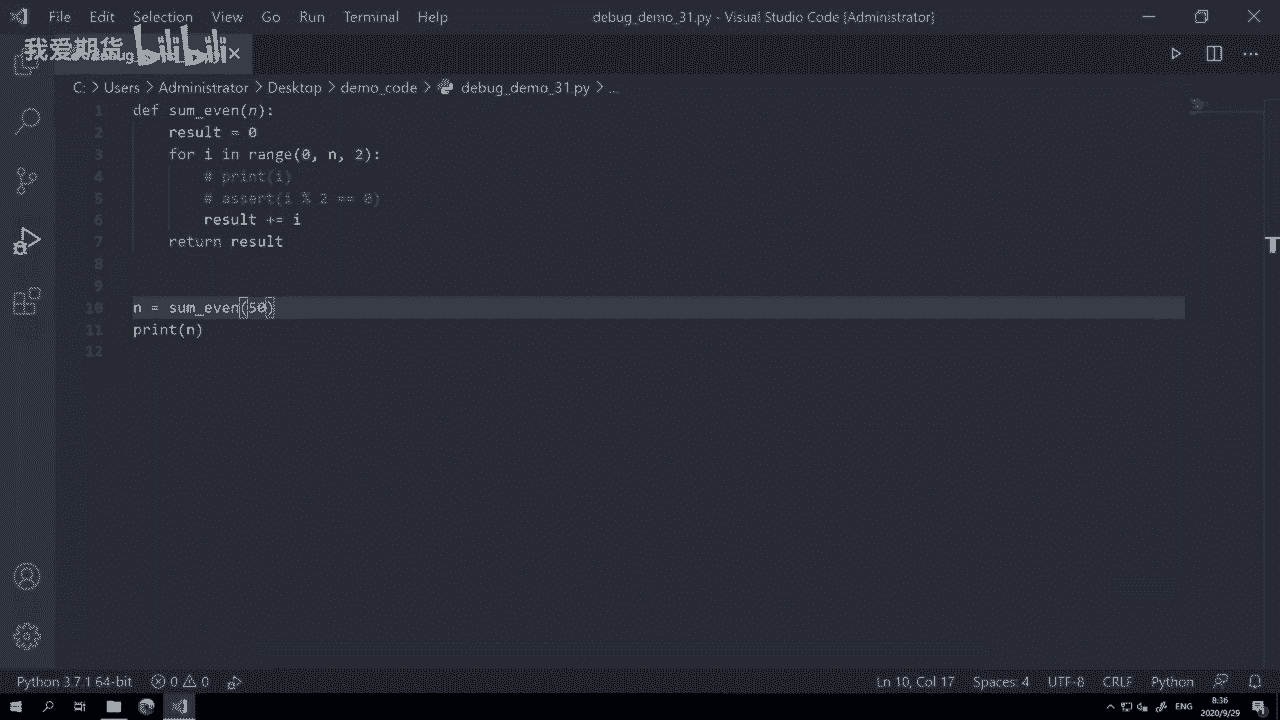 File Edit Selection View Go Run Terminal Help debug_demo_31.py - Visual Studio Code [Administrator]
我爱期货 bilibili
C: > Users > Administrator > Desktop > demo_code > debug_demo_31.py > ...
1 def sum_even(n):
2 result = 0
3 for i in range(0, n, 2):
4 # print(i)
5 # assert(i % 2 == 0)
6 result += i
7 return result
8
9
10 n = sum_even(50)
11 print(n)
12
Python 3.7.1 64-bit 0 0 Ln 10, Col 17 Spaces: 4 UTF-8 CRLF Python
ENG 8:36
2020/9/29